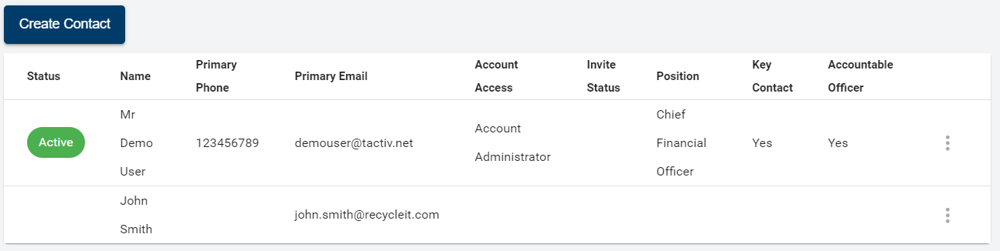 Create Contact
Status Name Primary Phone Primary Email Account Access Invite Status Position Key Contact Accountable Officer
Active Mr Demo User 123456789 demouser@tactiv.net Account Administrator Chief Financial Officer Yes Yes
John Smith john.smith@recycleit.com